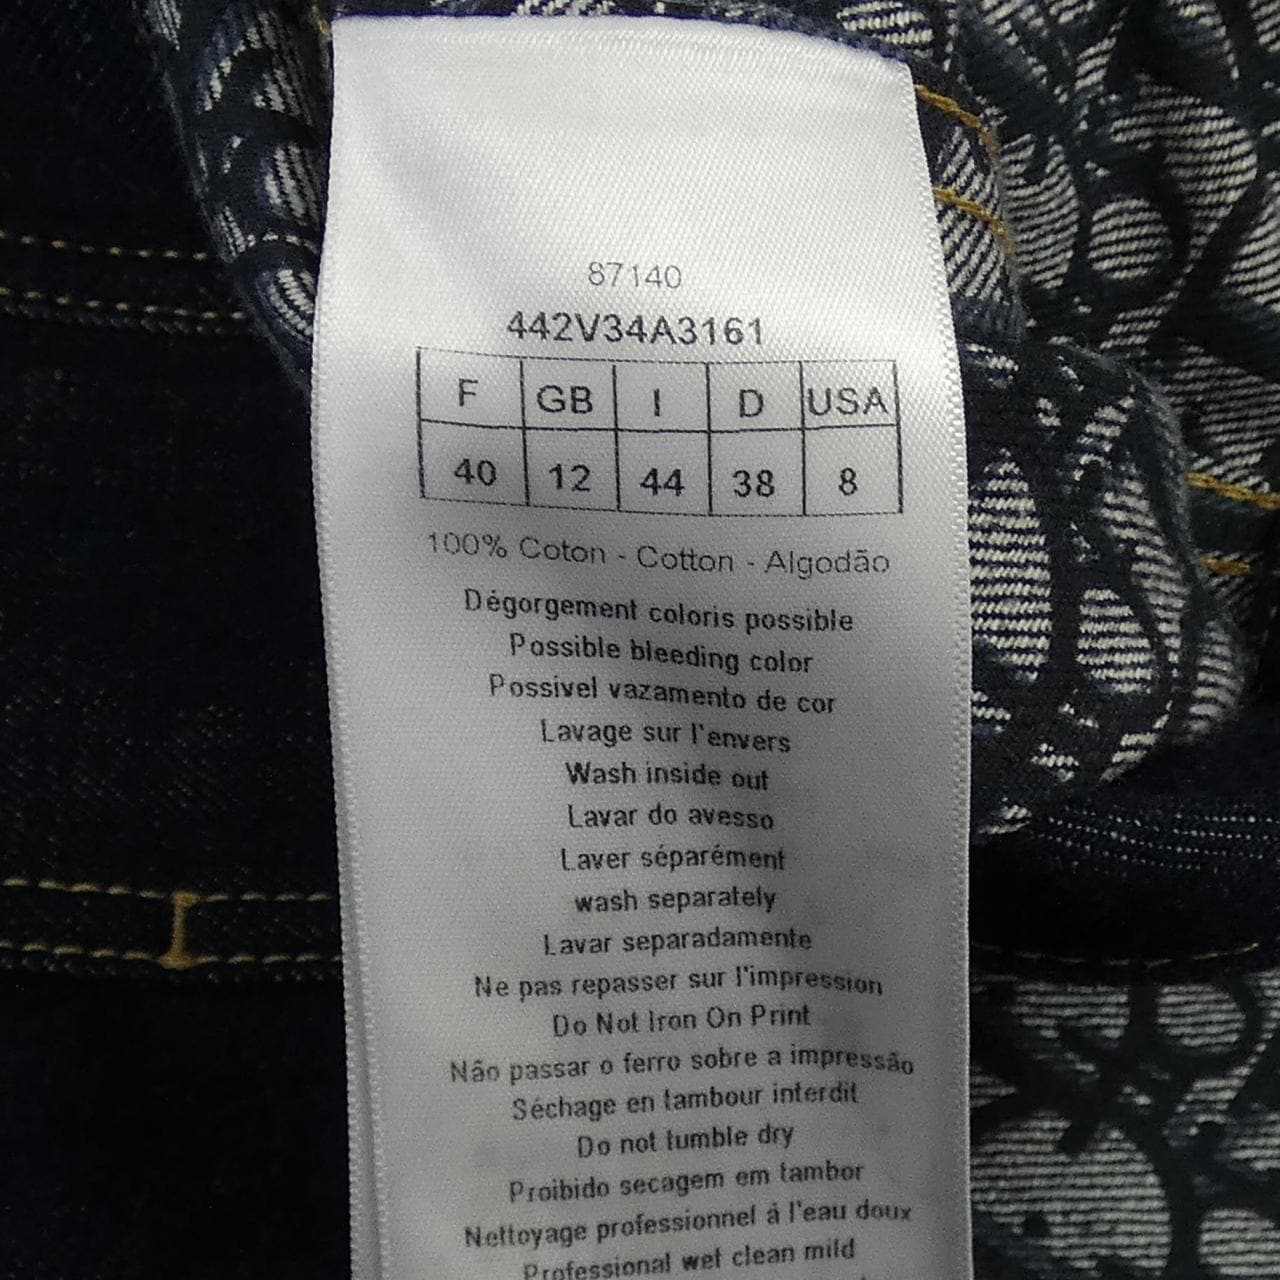 87140
442V34A3161
F GB I D USA
40 12 44 38 8
100% Coton - Cotton - Algodão
Dégorgement coloris possible
Possible bleeding color
Possivel vazamento de cor
Lavage sur l'envers
Wash inside out
Lavar do avesso
Laver séparément
wash separately
Lavar separadamente
Ne pas repasser sur l'impression
Do Not Iron On Print
Não passar o ferro sobre a impressão
Séchage en tambour interdit
Do not tumble dry
Proibido secagem em tambor
Nettoyage professionnel á l'eau doux
Professional wet clean mild